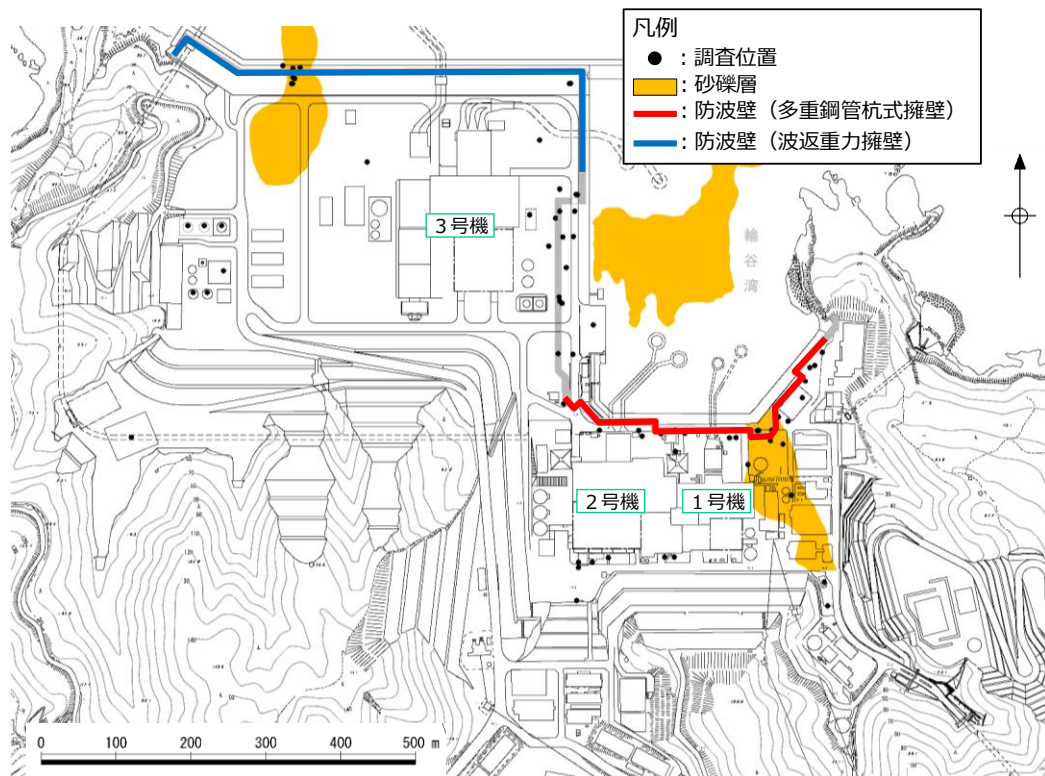 凡例
● : 調査位置
: 砂礫層
: 防波壁（多重鋼管杭式擁壁）
: 防波壁（波返重力擁壁）
3号機
輪谷湾
2号機
1号機
0 100 200 300 400 500 m